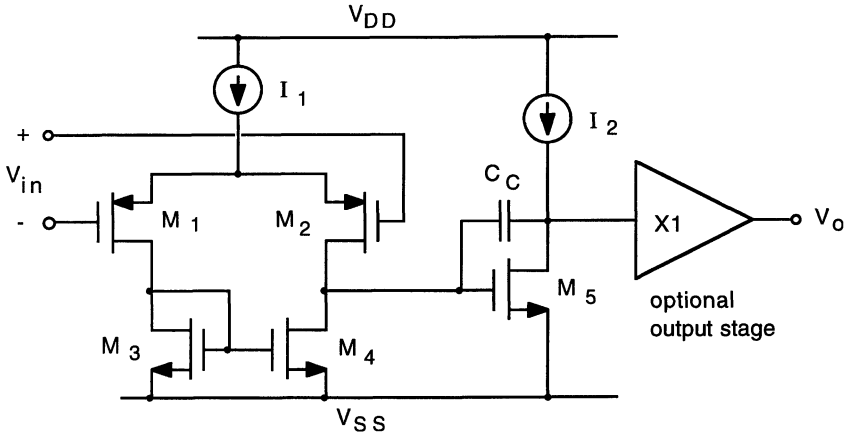 V DD
I 1
+
I 2
V in
C C
-
M 1
M 2
X1
V o
M 5
optional
output stage
M 3
M 4
V SS